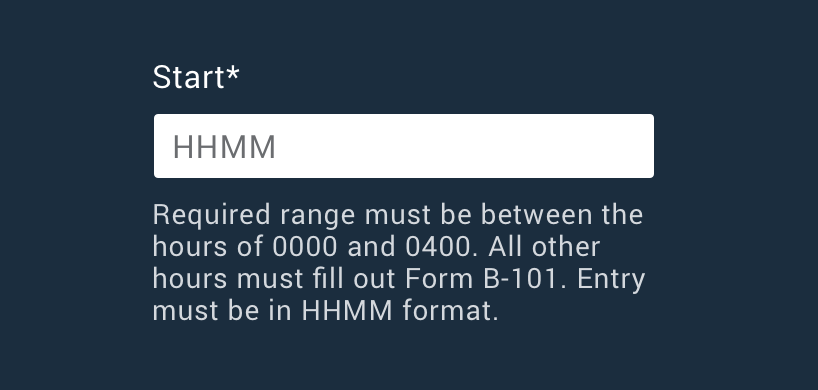 Start*
HHMM
Required range must be between the
hours of 0000 and 0400. All other
hours must fill out Form B-101. Entry
must be in HHMM format.